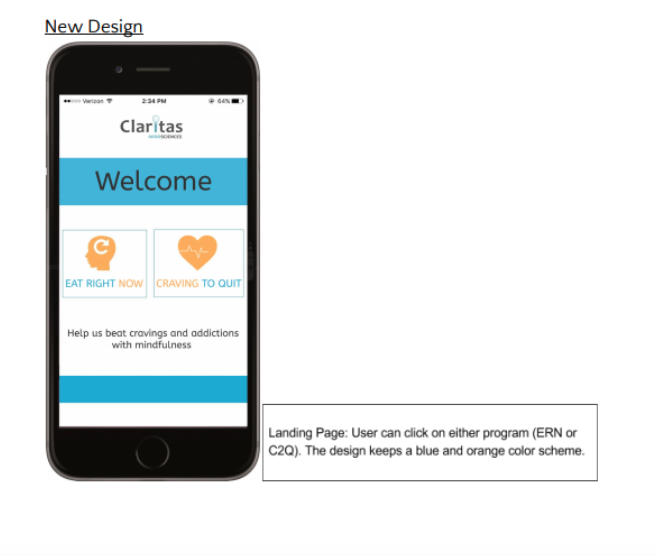 New Design
Verizon 2:34 PM 64%
Claritas
MINDSCIENCES
Welcome
EAT RIGHT NOW CRAVING TO QUIT
Help us beat cravings and addictions
with mindfulness
Landing Page: User can click on either program (ERN or
C2Q). The design keeps a blue and orange color scheme.